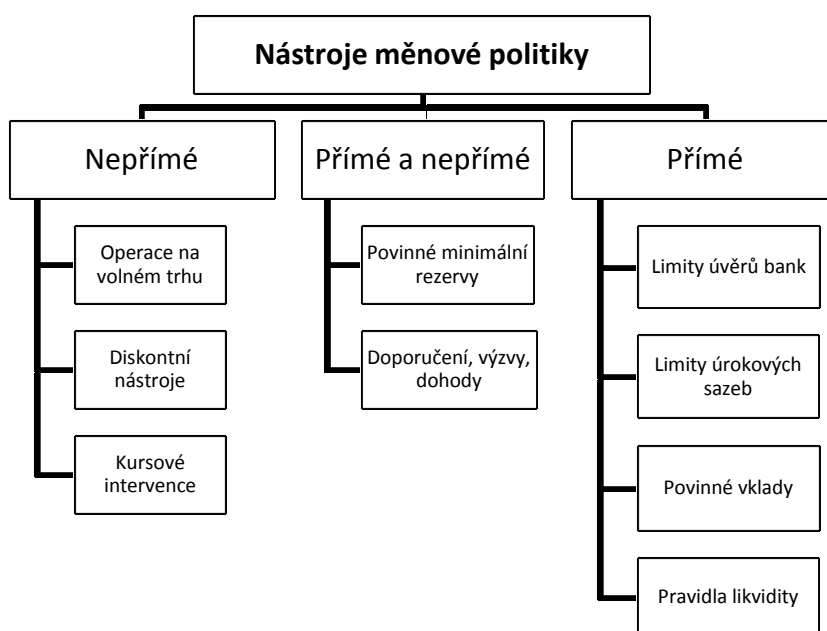 Nástroje měnové politiky
Nepřímé
Operace na
volném trhu
Diskontní
nástroje
Kursové
intervence
Přímé a nepřímé
Povinné minimální
rezervy
Doporučení, výzvy,
dohody
Přímé
Limity úvěrů bank
Limity úrokových
sazeb
Povinné vklady
Pravidla likvidity